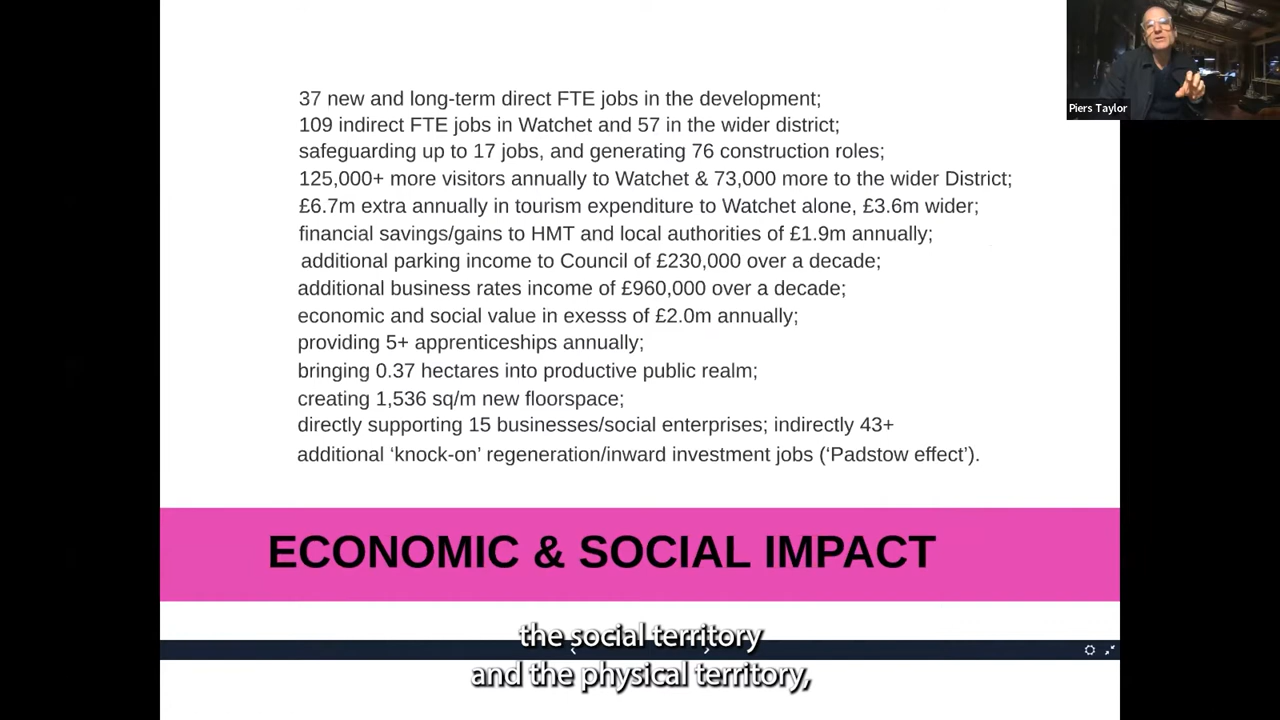 Piers Taylor
37 new and long-term direct FTE jobs in the development;
109 indirect FTE jobs in Watchet and 57 in the wider district;
safeguarding up to 17 jobs, and generating 76 construction roles;
125,000+ more visitors annually to Watchet & 73,000 more to the wider District;
£6.7m extra annually in tourism expenditure to Watchet alone, £3.6m wider;
financial savings/gains to HMT and local authorities of £1.9m annually;
additional parking income to Council of £230,000 over a decade;
additional business rates income of £960,000 over a decade;
economic and social value in exesss of £2.0m annually;
providing 5+ apprenticeships annually;
bringing 0.37 hectares into productive public realm;
creating 1,536 sq/m new floorspace;
directly supporting 15 businesses/social enterprises; indirectly 43+
additional ‘knock-on’ regeneration/inward investment jobs (‘Padstow effect’).
ECONOMIC & SOCIAL IMPACT
the social territory
and the physical territory,